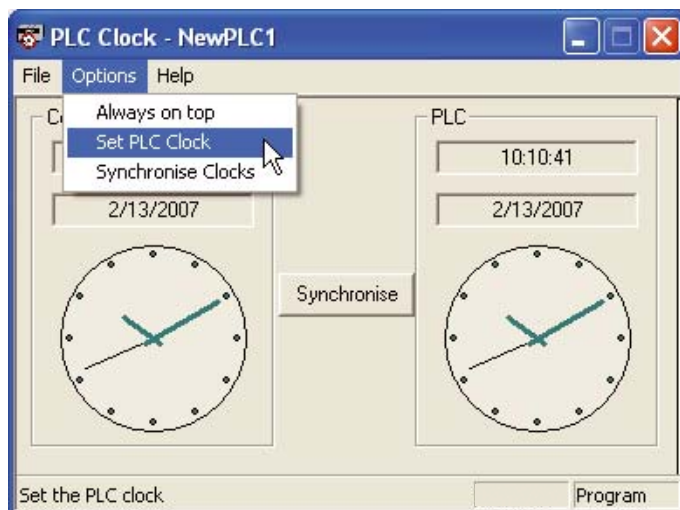 PLC Clock - NewPLC1
File Options Help
Always on top
Set PLC Clock
Synchronise Clocks
PLC
10:10:41
2/13/2007
2/13/2007
Synchronise
Set the PLC clock
Program